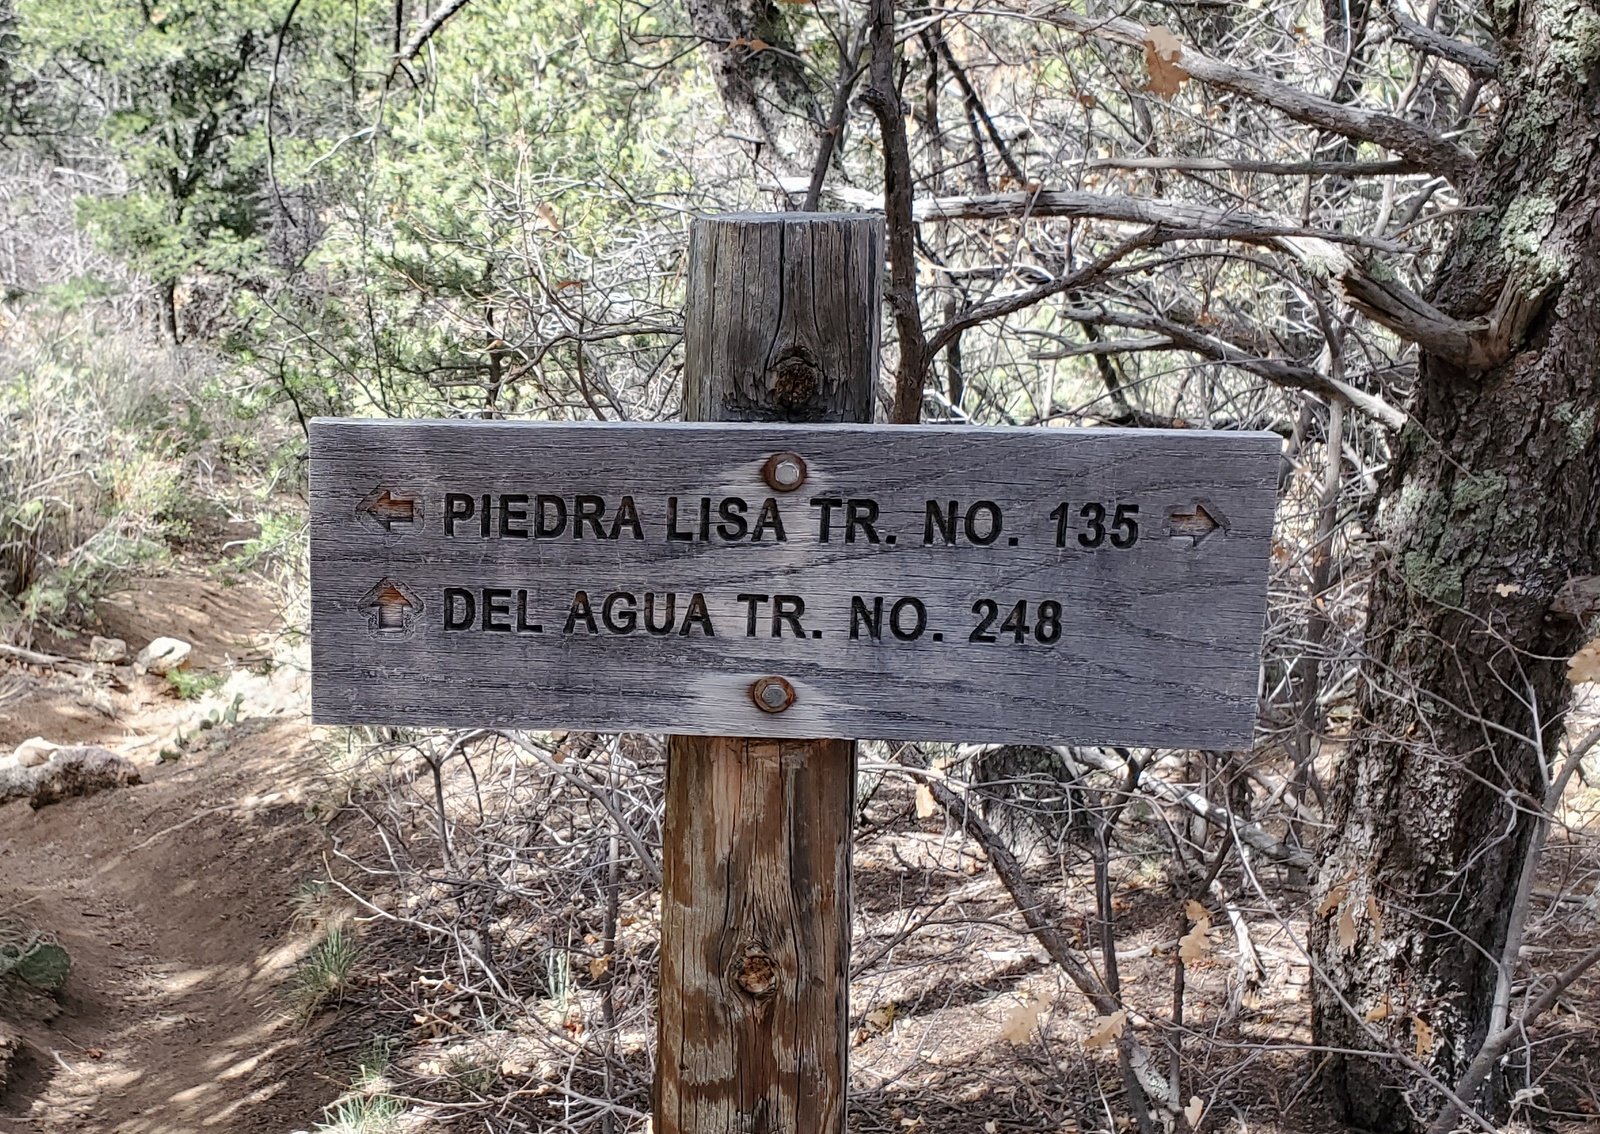 PIEDRA LISA TR. NO. 135
DEL AGUA TR. NO. 248